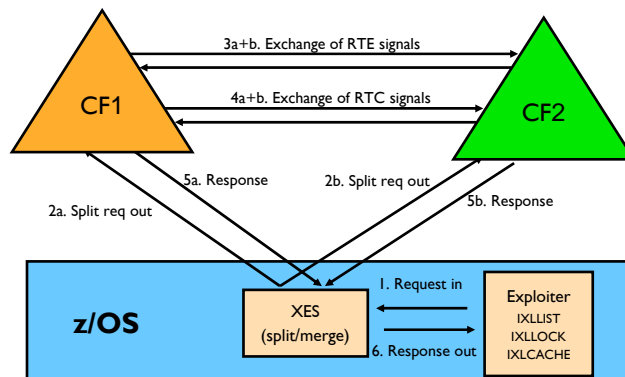 3a+b. Exchange of RTE signals
CF1
4a+b. Exchange of RTC signals
CF2
5a. Response
2b. Split req out
2a. Split req out
5b. Response
1. Request in
z/OS
XES
(split/merge)
Exploiter
IXLLIST
IXLLOCK
IXLCACHE
6. Response out